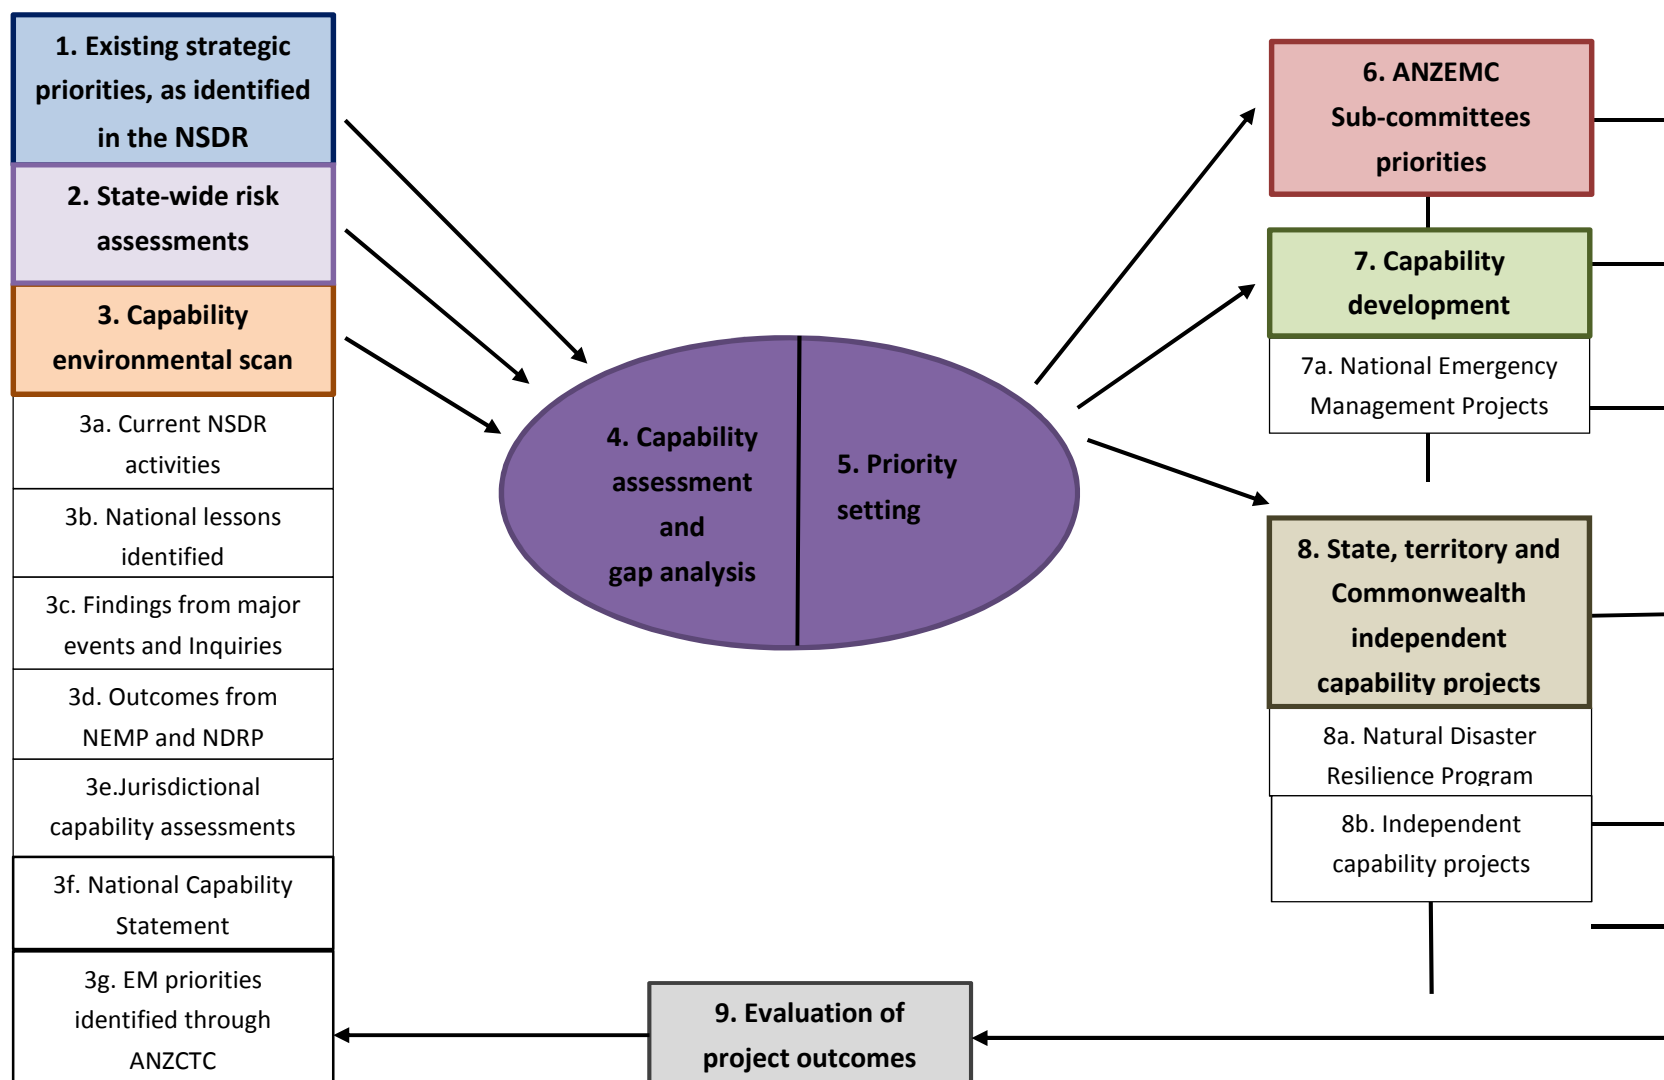 1. Existing strategic
priorities, as identified
in the NSDR
2. State-wide risk
assessments
3. Capability
environmental scan
3a. Current NSDR
activities
3b. National lessons
identified
3c. Findings from major
events and Inquiries
3d. Outcomes from
NEMP and NDRP
3e.Jurisdictional
capability assessments
3f. National Capability
Statement
3g. EM priorities
identified through
ANZCTC
4. Capability
assessment
and
gap analysis
5. Priority
setting
6. ANZEMC
Sub-committees
priorities
7. Capability
development
7a. National Emergency
Management Projects
8. State, territory and
Commonwealth
independent
capability projects
8a. Natural Disaster
Resilience Program
8b. Independent
capability projects
9. Evaluation of
project outcomes